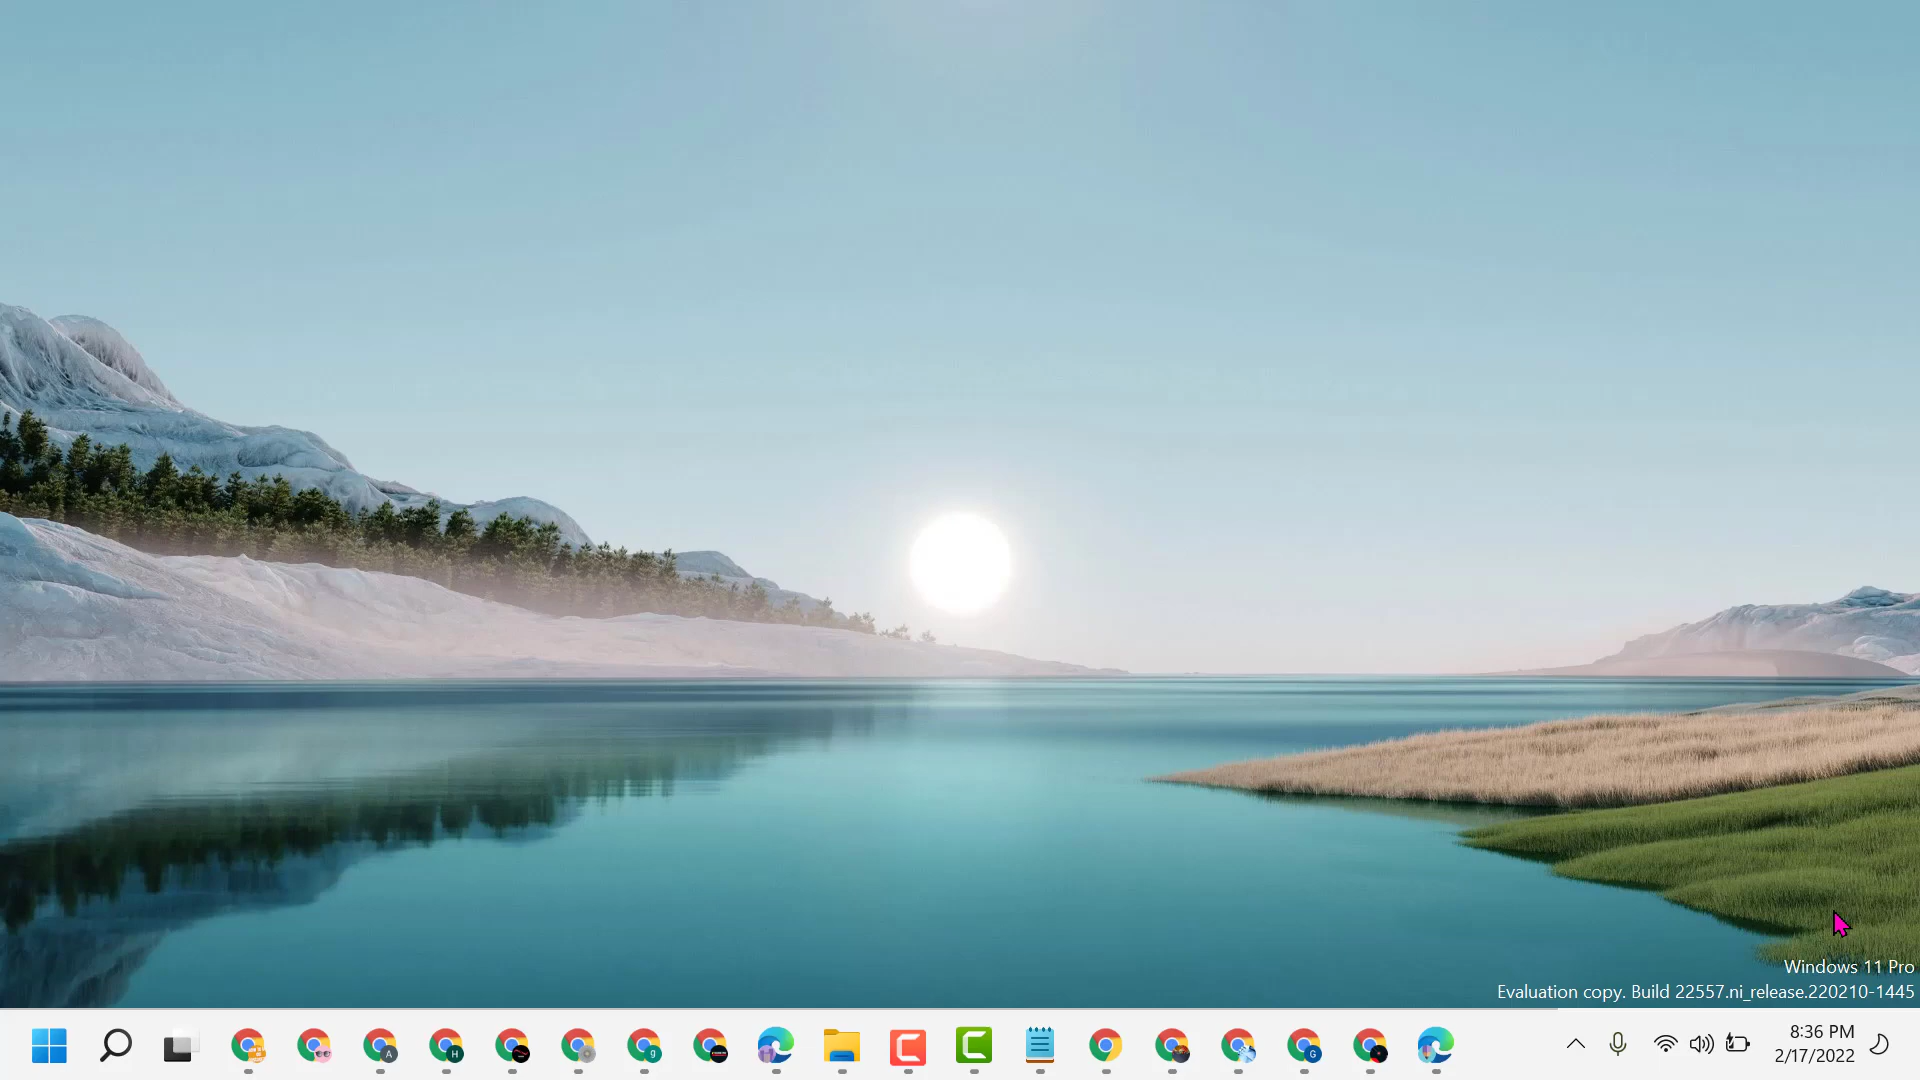 Windows 11 Pro
Evaluation copy. Build 22557.ni_release.220210-1445
A
H
g
G
8:36 PM
2/17/2022